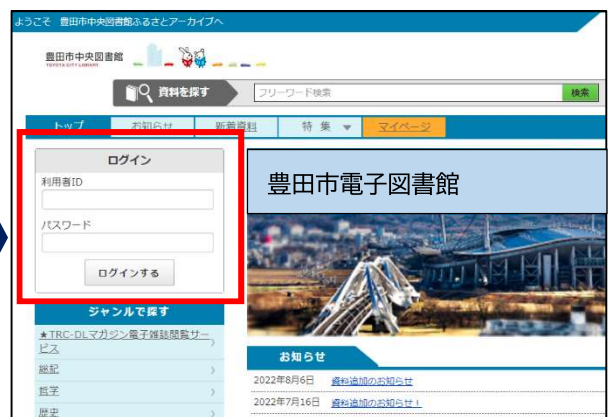 ようこそ 豊田市中央図書館ふるさとアーカイブへ
豊田市中央図書館
TOYOTA CITY LIBRARY
資料を探す
フリーワード検索
検索
トップ
お知らせ
新着資料
特集 ▼
マイページ
ログイン
利用者ID
パスワード
ログインする
豊田市電子図書館
ジャンルで探す
★TRC-DLマガジン電子雑誌閲覧サー
ビス
総記
哲学
歴史
お知らせ
2022年8月6日 資料追加のお知らせ
2022年7月16日 資料追加のお知らせ！